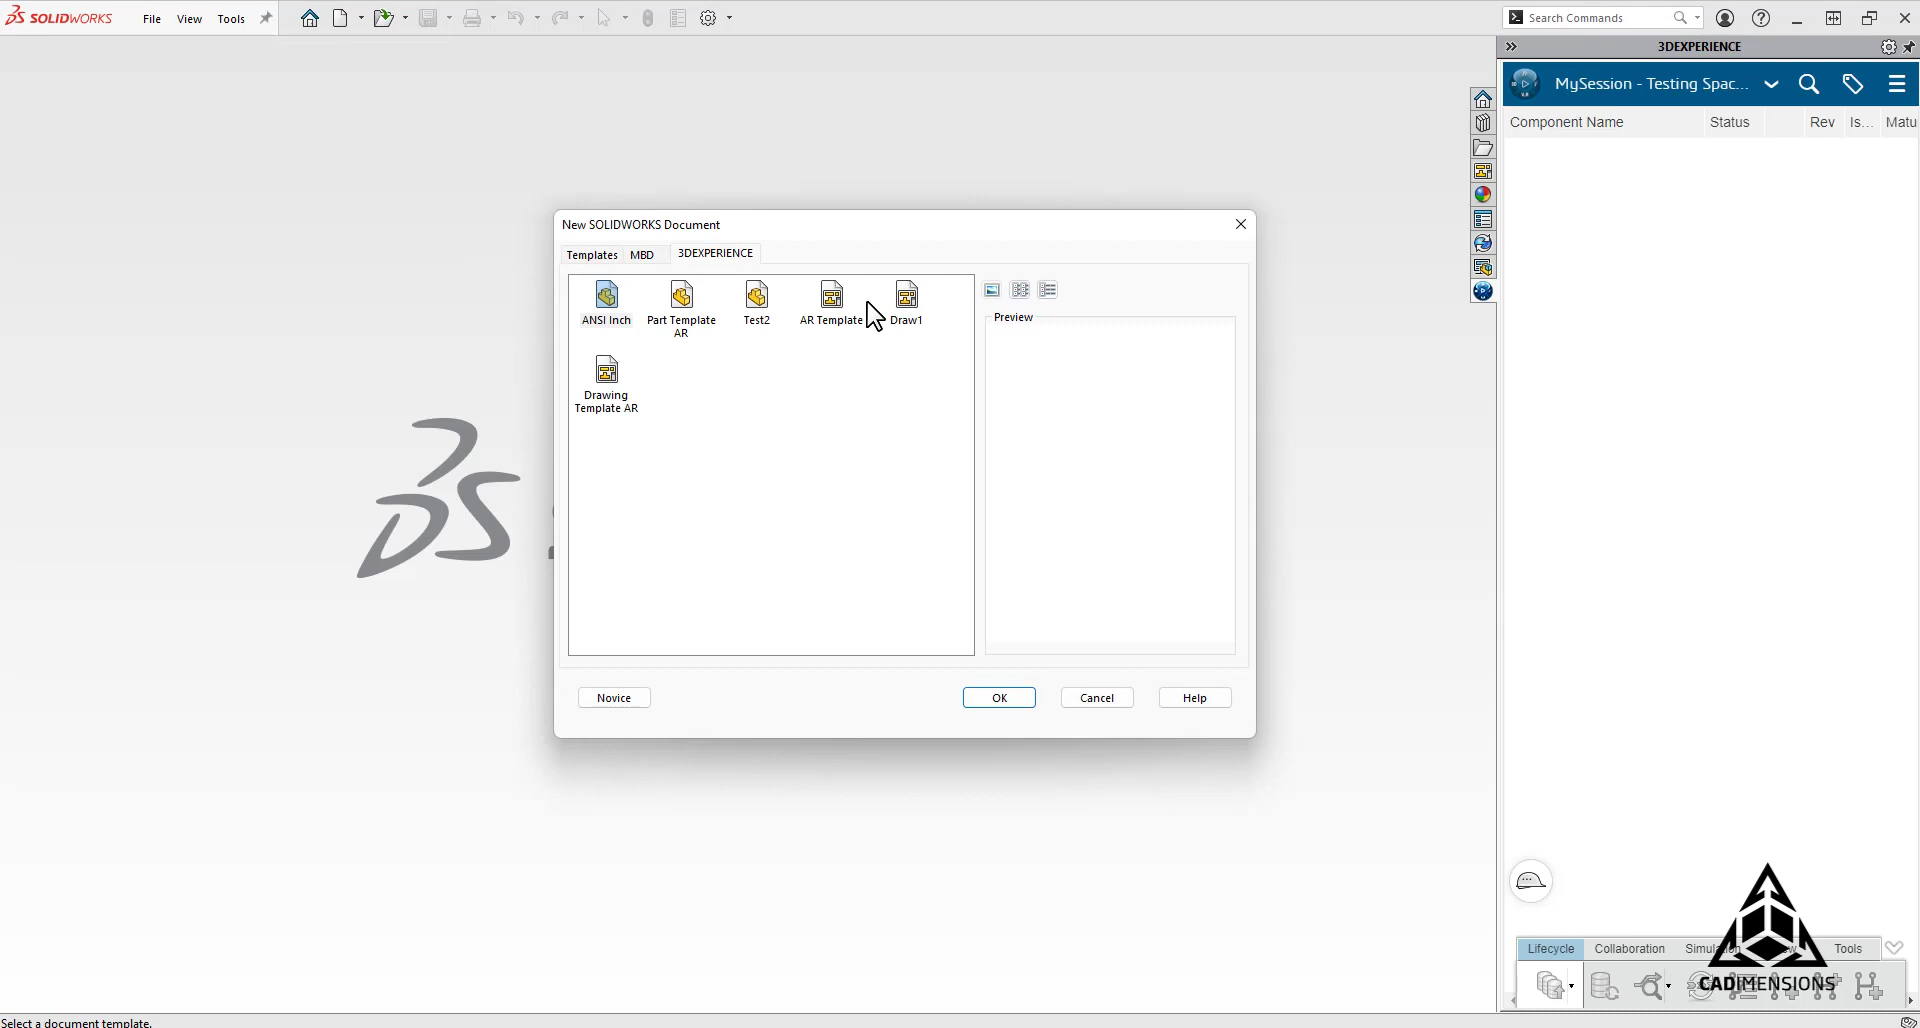 SOLIDWORKS File View Tools Search Commands
3DEXPERIENCE
MySession - Testing Spac...
Component Name Status Rev Is... Matu
New SOLIDWORKS Document
Templates MBD 3DEXPERIENCE
ANSI Inch
Part Template
AR
Test2
AR Template
Draw1
Drawing
Template AR
Preview
Novice OK Cancel Help
Lifecycle Collaboration Tools
CADIMENSIONS
Select a document template.